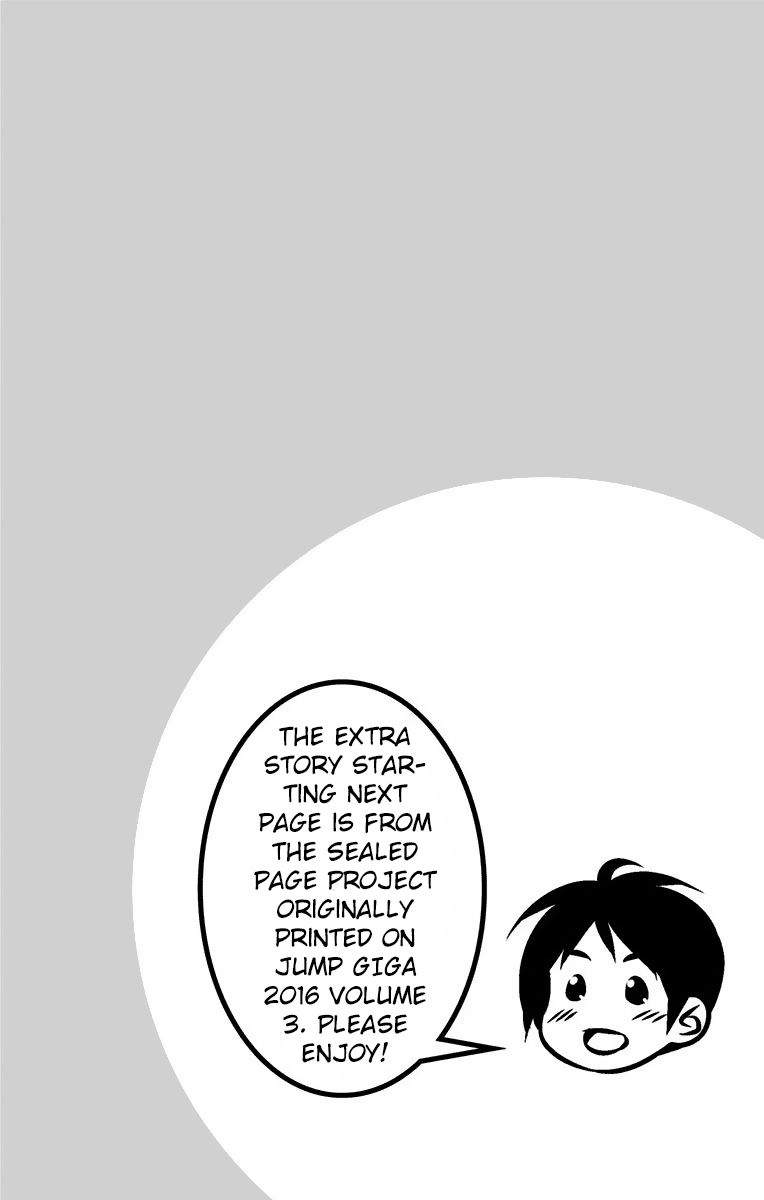 THE EXTRA
STORY STAR-
TING NEXT
PAGE IS FROM
THE SEALED
PAGE PROJECT
ORIGINALLY
PRINTED ON
JUMP GIGA
2016 VOLUME
3. PLEASE
ENJOY!